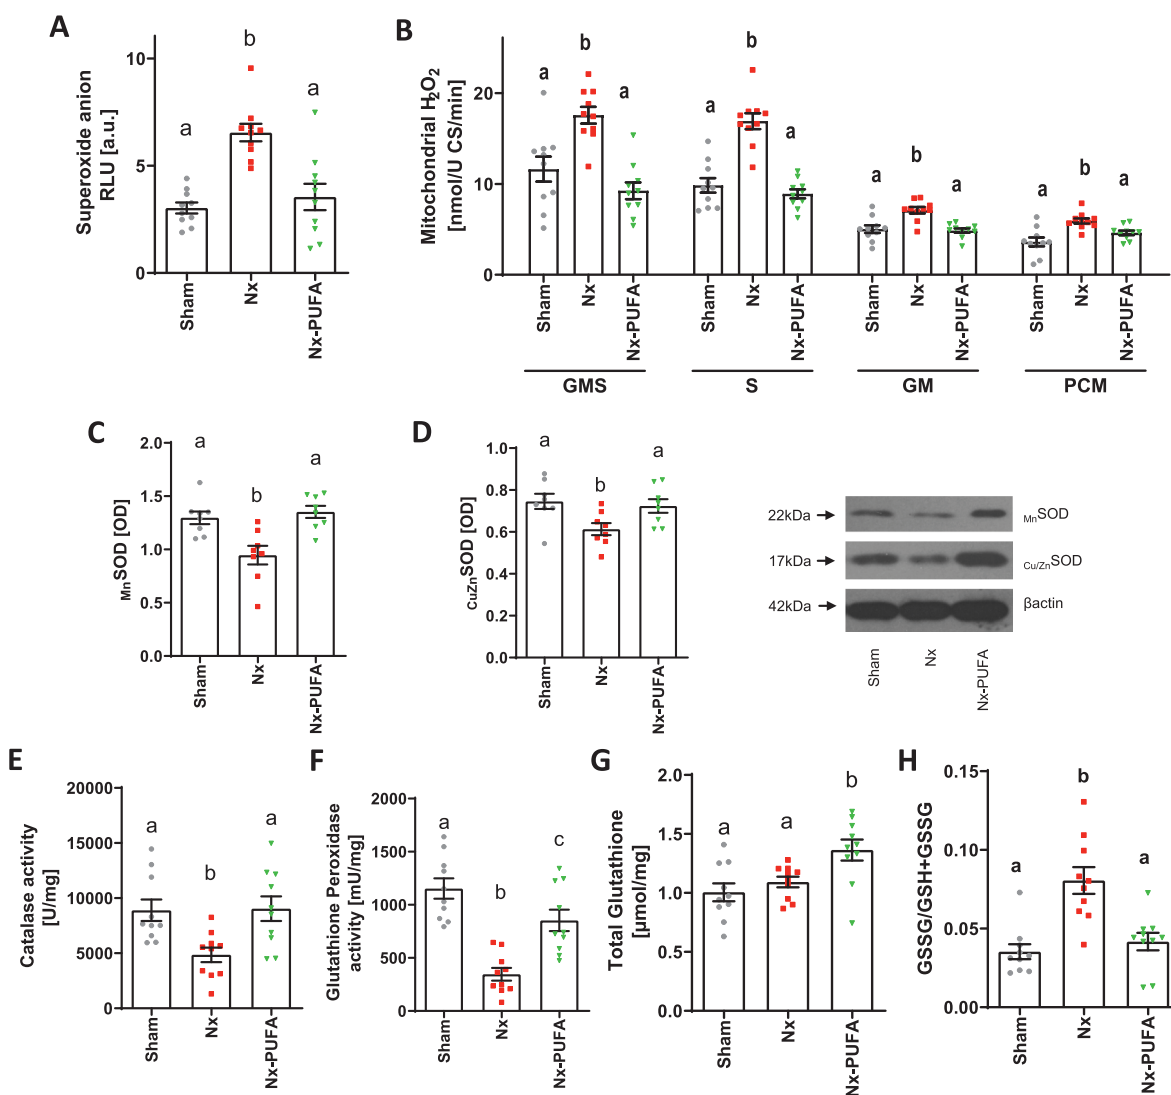 A
Superoxide anion
RLU [a.u.]
10
5
0
a
b
a
Sham
Nx
Nx-PUFA
B
Mitochondrial H₂O₂
[nmol/U CS/min]
20
10
0
a
b
a
a
b
a
a
b
a
a
b
a
Sham
Nx
Nx-PUFA
Sham
Nx
Nx-PUFA
Sham
Nx
Nx-PUFA
Sham
Nx
Nx-PUFA
GMS
S
GM
PCM
C
MnSOD [OD]
2.0
1.5
1.0
0.5
0.0
a
b
a
Sham
Nx
Nx-PUFA
D
CuZnSOD [OD]
1.0
0.8
0.6
0.4
0.2
0.0
a
b
a
Sham
Nx
Nx-PUFA
22kDa
MnSOD
17kDa
Cu/ZnSOD
42kDa
βactin
Sham
Nx
Nx-PUFA
E
Catalase activity
[U/mg]
20000
15000
10000
5000
0
a
b
a
Sham
Nx
Nx-PUFA
F
Glutathione Peroxidase
activity [mU/mg]
2000
1500
1000
500
0
a
b
c
Sham
Nx
Nx-PUFA
G
Total Glutathione
[µmol/mg]
2.0
1.5
1.0
0.5
0.0
a
a
b
Sham
Nx
Nx-PUFA
H
GSSG/GSH+GSSG
0.15
0.10
0.05
0.00
a
b
a
Sham
Nx
Nx-PUFA